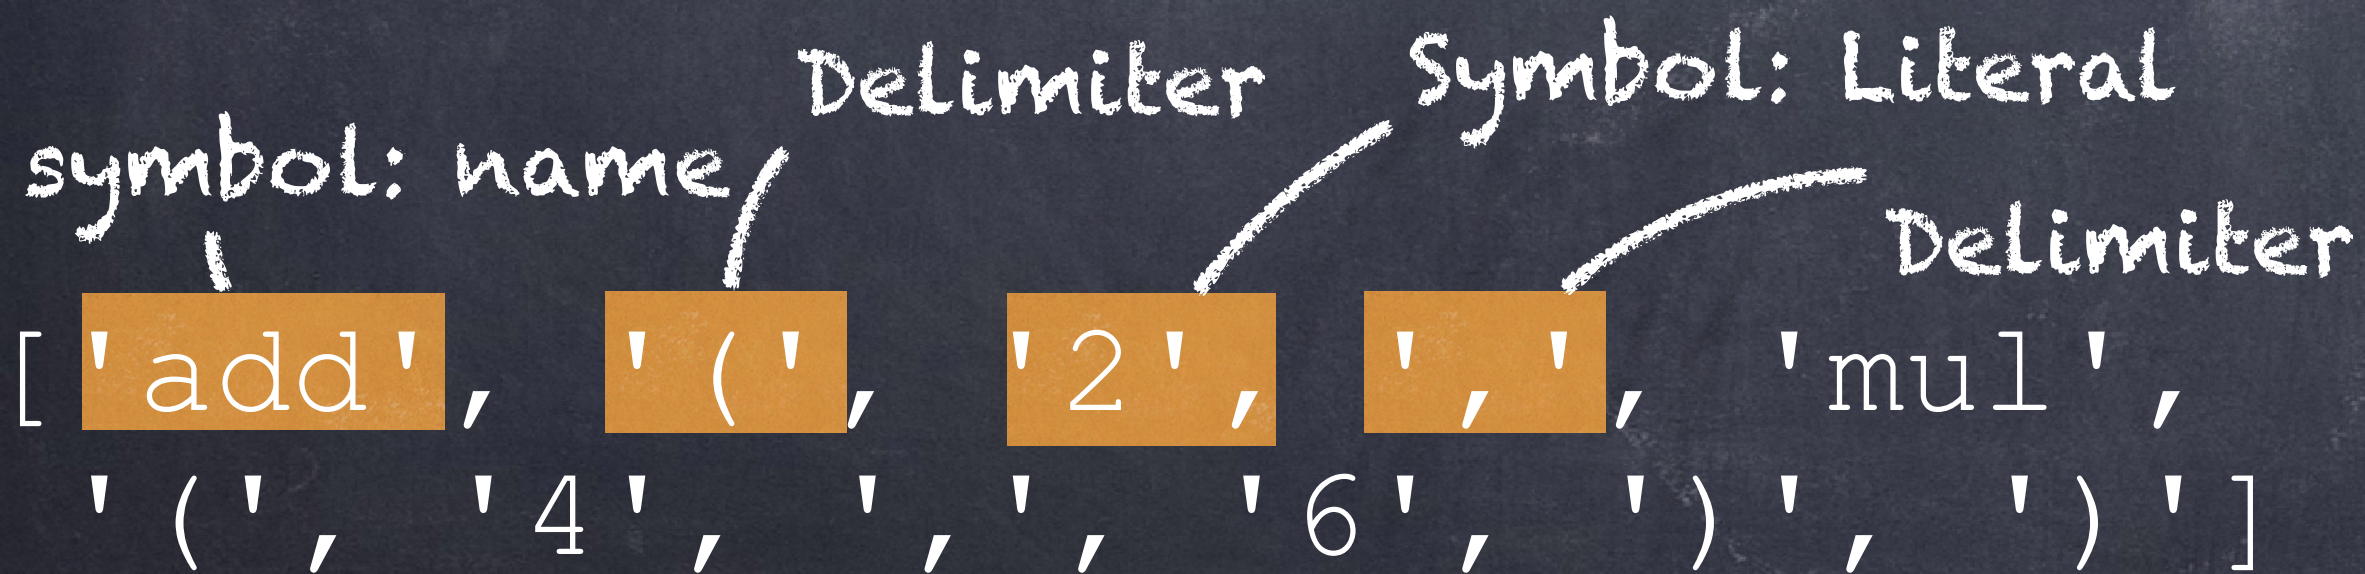 Delimiter
Symbol: Literal
symbol: name
Delimiter
['add', '(', '2', ',', 'mul',
'(', '4', ',', '6', ')', ')']